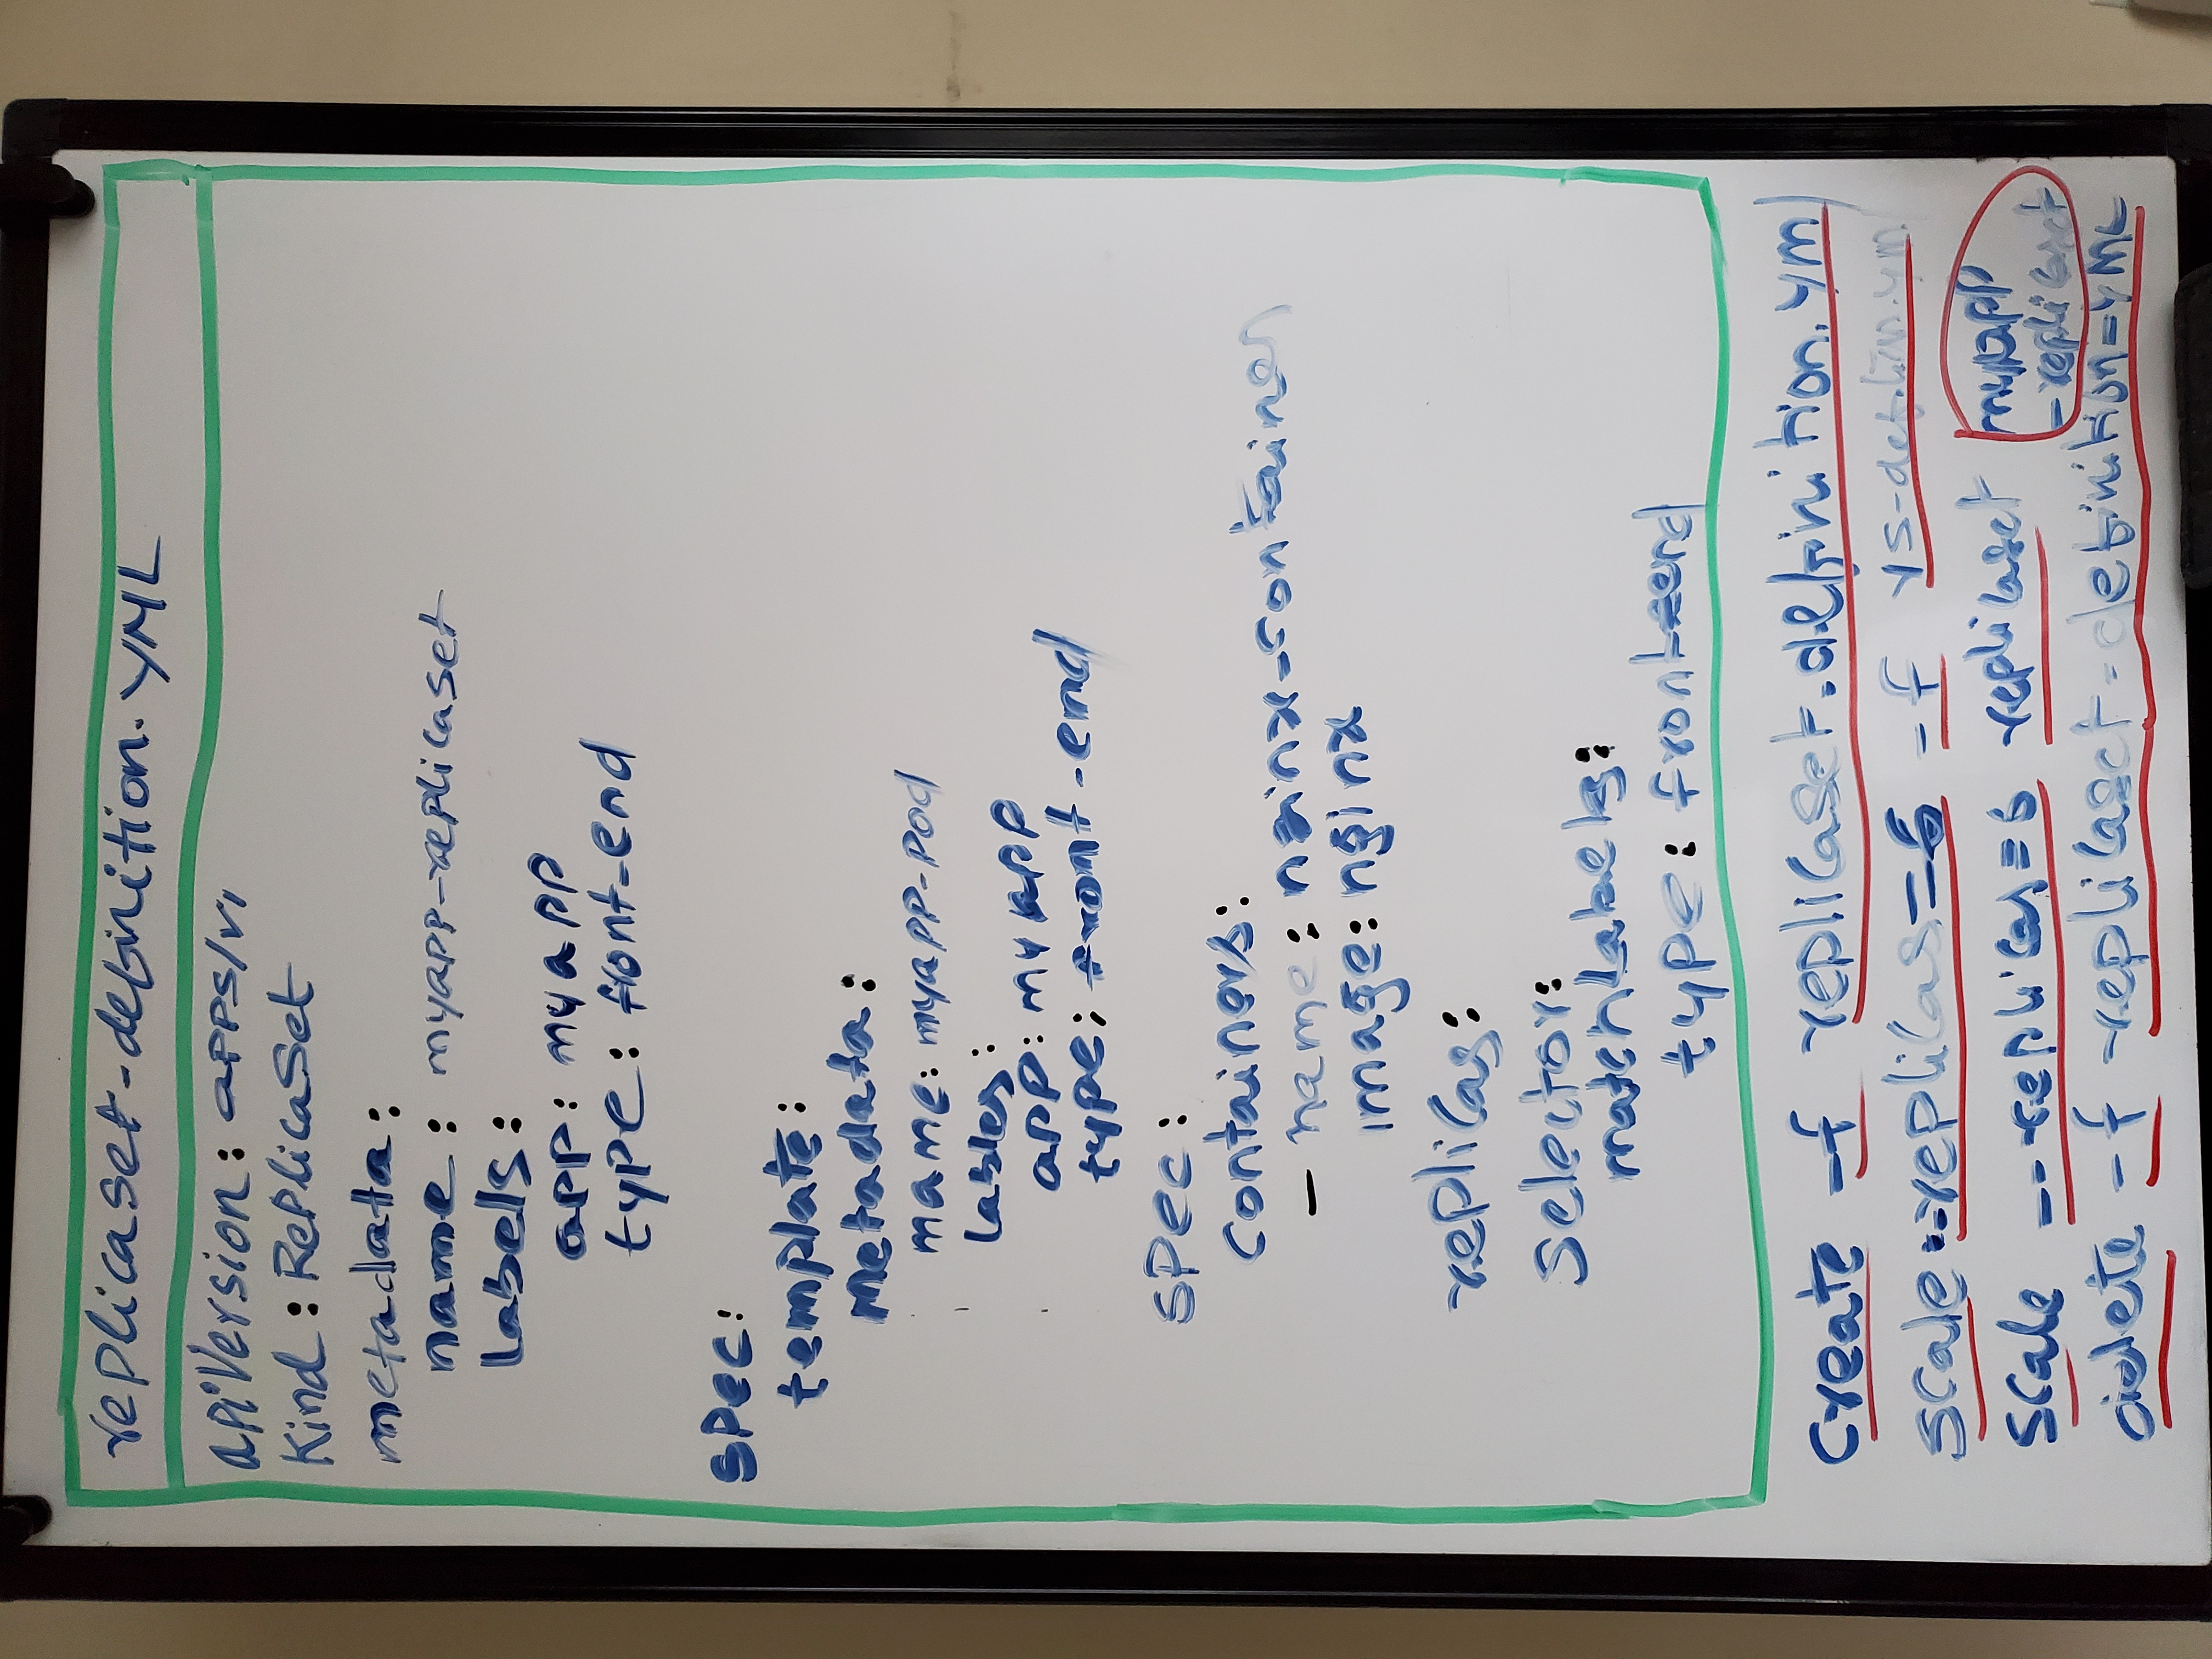 replicaset-definition.YML
apiVersion: apps/v1
Kind: ReplicaSet
metadata:
name: myapp-replicaset
labels:
app: myapp
type: front-end
spec:
template:
Metadata:
name: myapp-pod
lables:
app: myapp
type: front-end
spec:
containers:
- name: nginx-container
image: nginx
replicas:
Selector:
matchLabels:
type: front-end
create -f replicaset-definition.yml
scale --replicas=6 -f rs-defition.yml
scale --replicas=6 replicaset myapp
-replicaset
delete -f replicaset-definition-YML